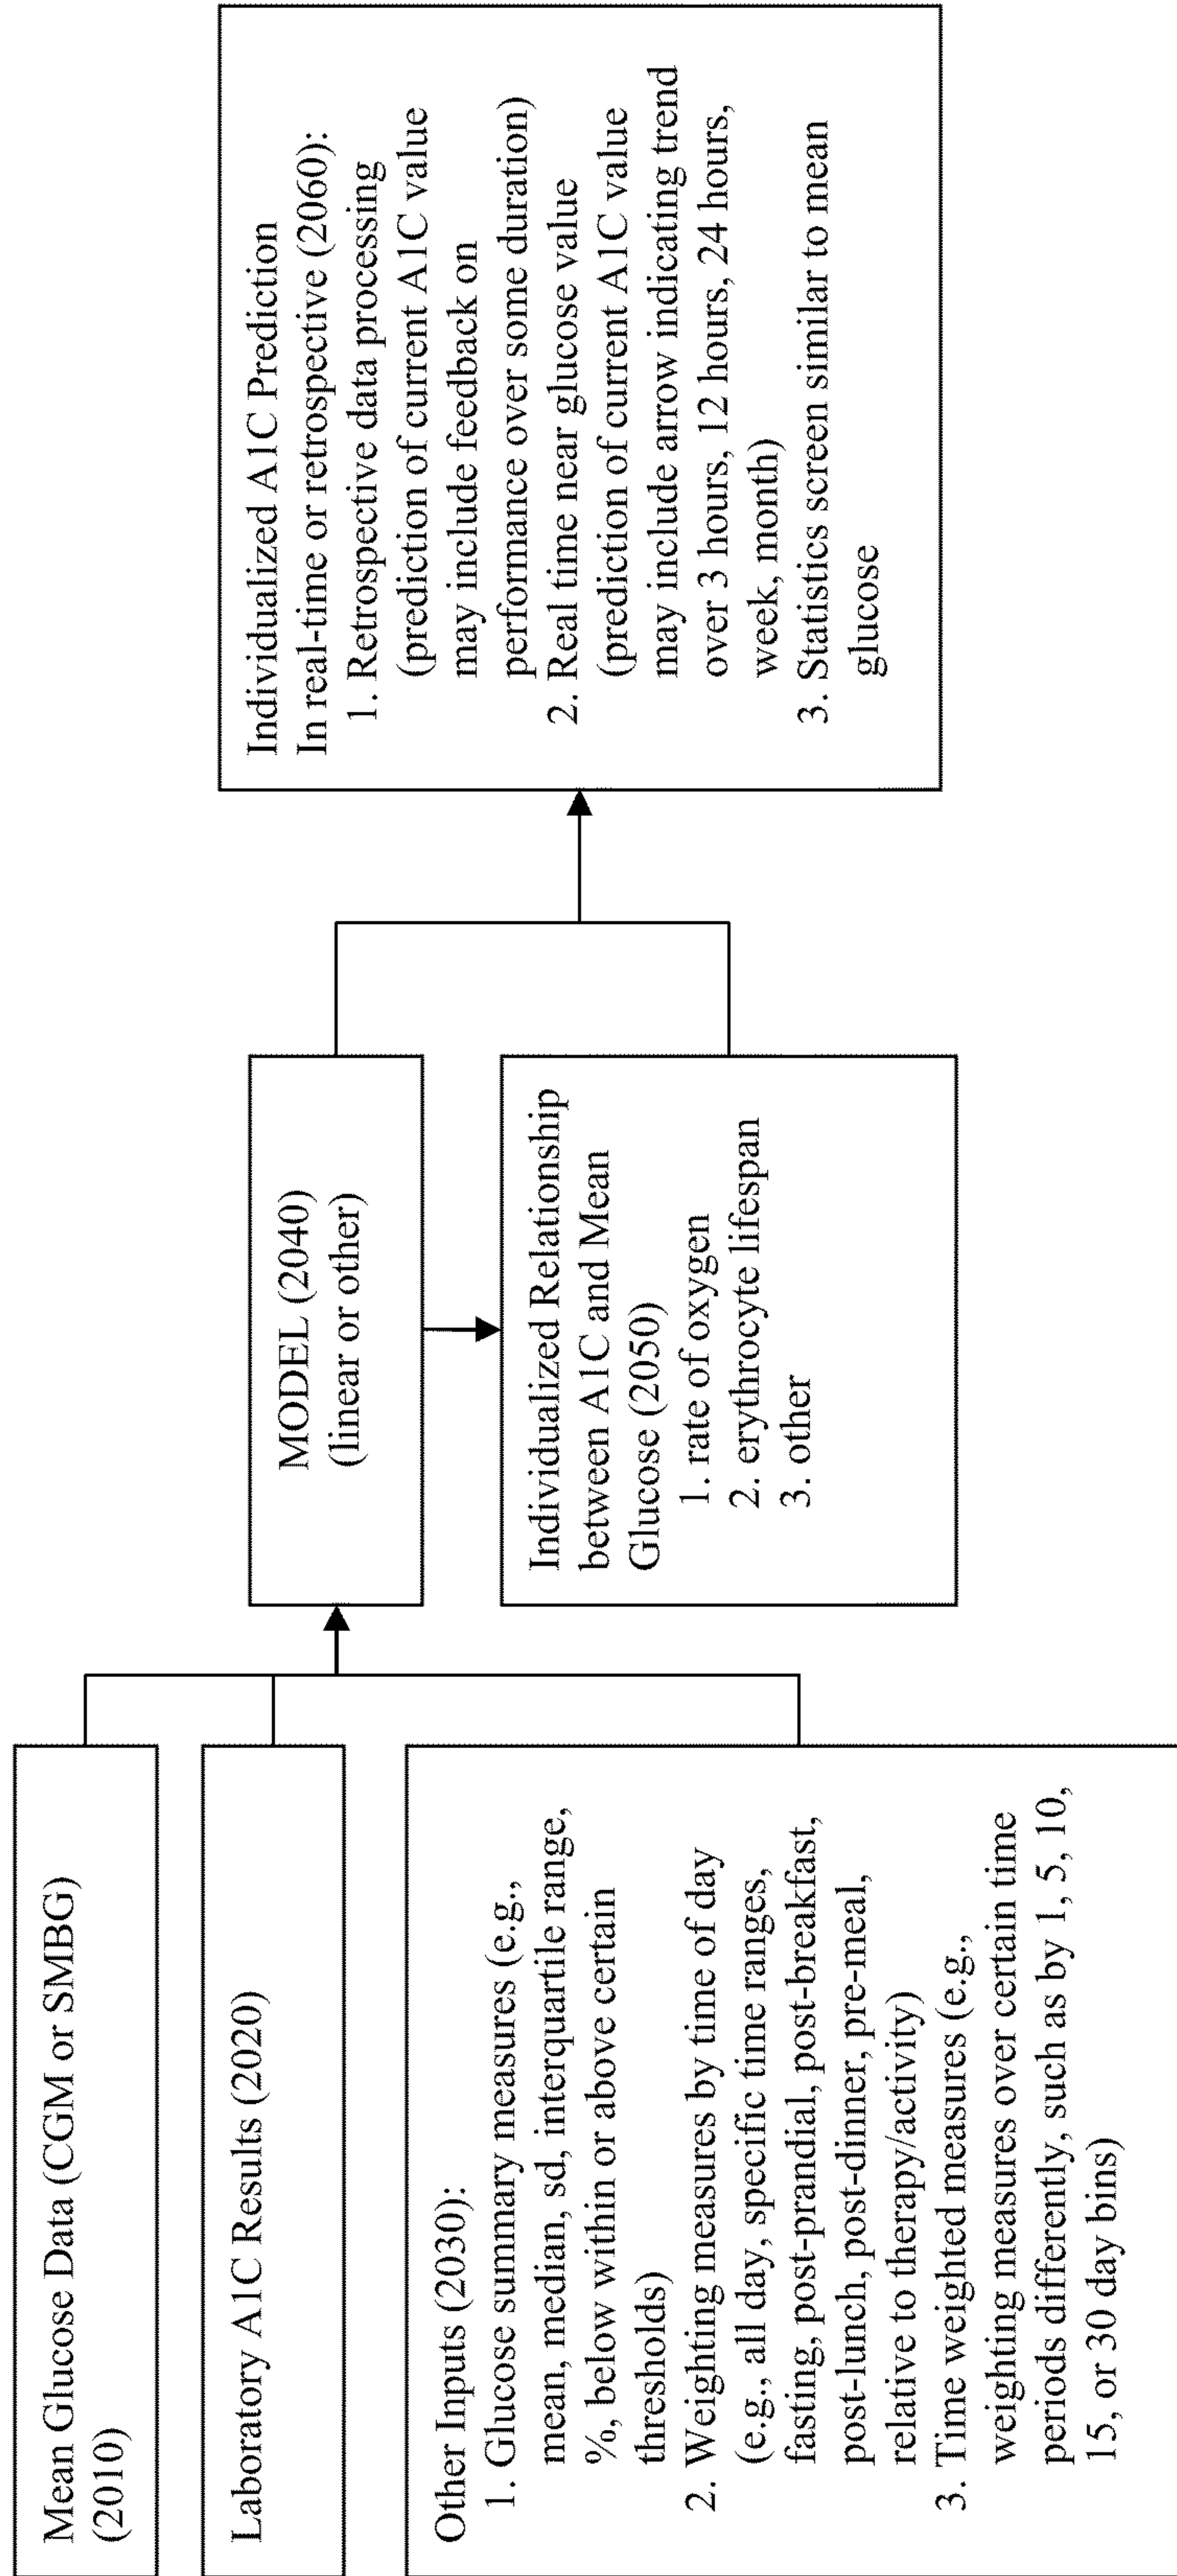 Mean Glucose Data (CGM or SMBG)
(2010)
Laboratory A1C Results (2020)
Other Inputs (2030):
1. Glucose summary measures (e.g.,
mean, median, sd, interquartile range,
%, below within or above certain
thresholds)
2. Weighting measures by time of day
(e.g., all day, specific time ranges,
fasting, post-prandial, post-breakfast,
post-lunch, post-dinner, pre-meal,
relative to therapy/activity)
3. Time weighted measures (e.g.,
weighting measures over certain time
periods differently, such as by 1, 5, 10,
15, or 30 day bins)
MODEL (2040)
(linear or other)
Individualized Relationship
between A1C and Mean
Glucose (2050)
1. rate of oxygen
2. erythrocyte lifespan
3. other
Individualized A1C Prediction
In real-time or retrospective (2060):
1. Retrospective data processing
(prediction of current A1C value
may include feedback on
performance over some duration)
2. Real time near glucose value
(prediction of current A1C value
may include arrow indicating trend
over 3 hours, 12 hours, 24 hours,
week, month)
3. Statistics screen similar to mean
glucose